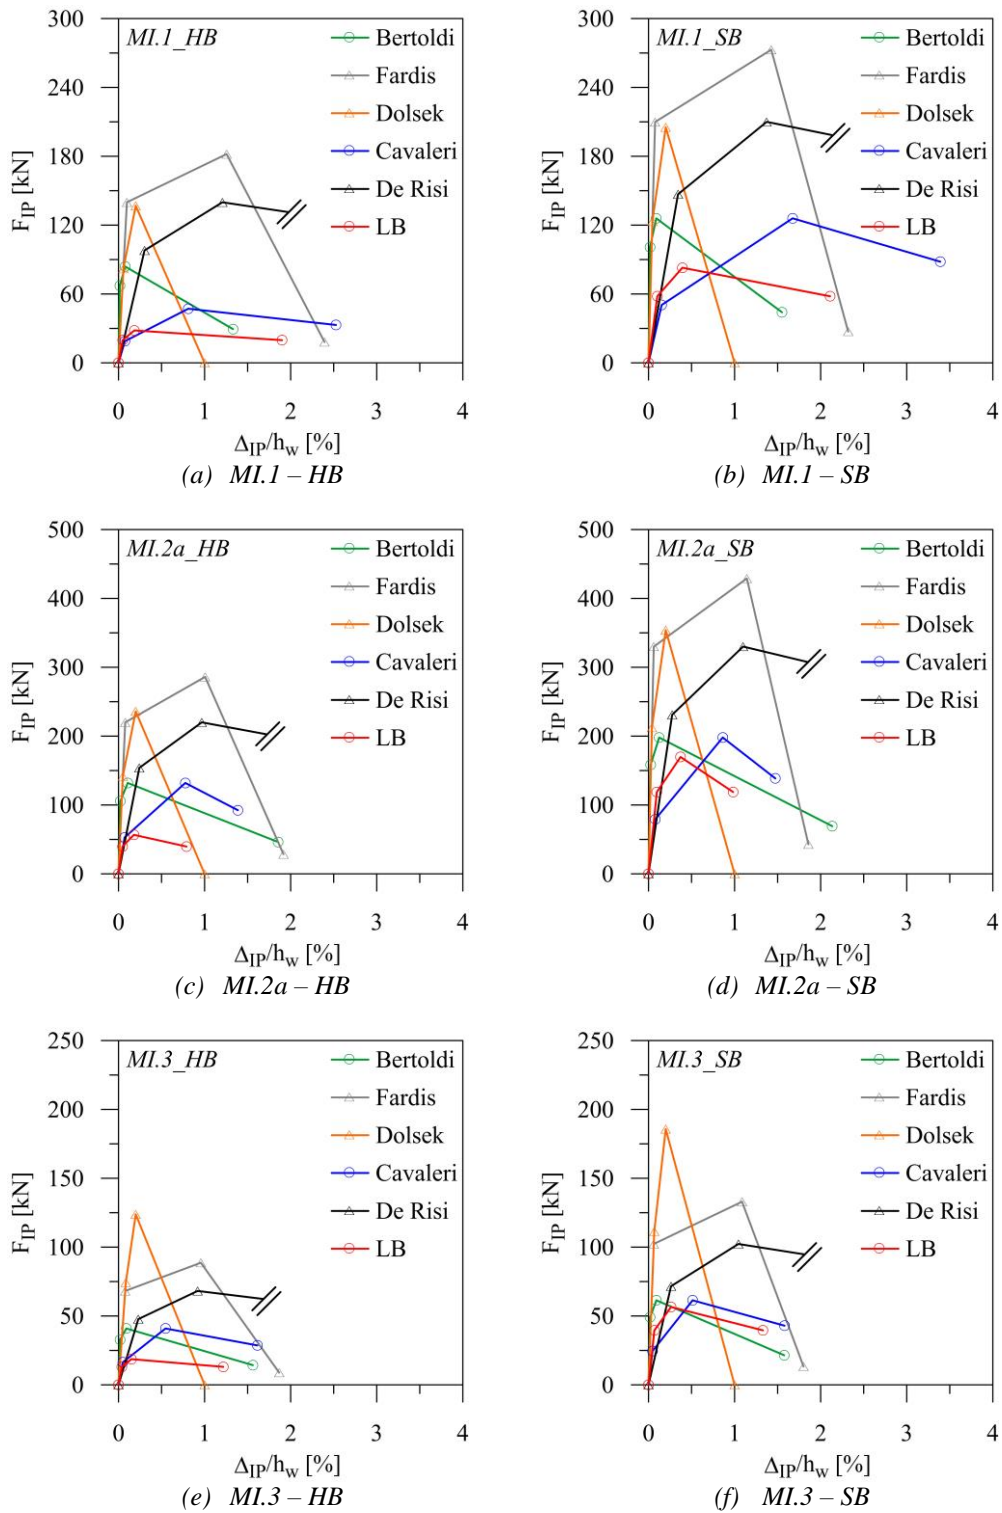 MI.1_HB
Bertoldi
Fardis
Dolsek
Cavaleri
De Risi
LB
300
240
180
120
60
0
F_IP [kN]
0 1 2 3 4
Δ_IP/h_w [%]
(a) MI.1 – HB
MI.1_SB
Bertoldi
Fardis
Dolsek
Cavaleri
De Risi
LB
300
240
180
120
60
0
F_IP [kN]
0 1 2 3 4
Δ_IP/h_w [%]
(b) MI.1 – SB
MI.2a_HB
Bertoldi
Fardis
Dolsek
Cavaleri
De Risi
LB
500
400
300
200
100
0
F_IP [kN]
0 1 2 3 4
Δ_IP/h_w [%]
(c) MI.2a – HB
MI.2a_SB
Bertoldi
Fardis
Dolsek
Cavaleri
De Risi
LB
500
400
300
200
100
0
F_IP [kN]
0 1 2 3 4
Δ_IP/h_w [%]
(d) MI.2a – SB
MI.3_HB
Bertoldi
Fardis
Dolsek
Cavaleri
De Risi
LB
250
200
150
100
50
0
F_IP [kN]
0 1 2 3 4
Δ_IP/h_w [%]
(e) MI.3 – HB
MI.3_SB
Bertoldi
Fardis
Dolsek
Cavaleri
De Risi
LB
250
200
150
100
50
0
F_IP [kN]
0 1 2 3 4
Δ_IP/h_w [%]
(f) MI.3 – SB